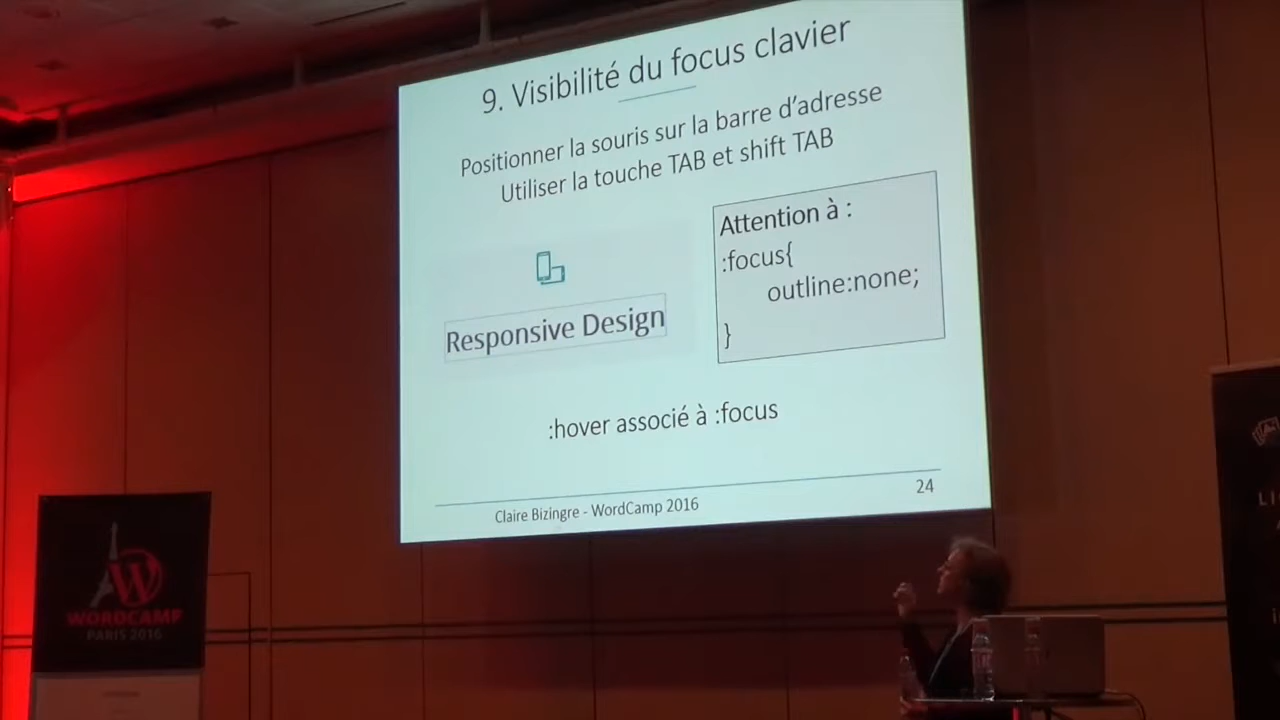 9. Visibilité du focus clavier
Positionner la souris sur la barre d'adresse
Utiliser la touche TAB et shift TAB
Responsive Design
Attention à :
:focus{
outline:none;
}
:hover associé à :focus
Claire Bizingre - WordCamp 2016
24
WORDCAMP
PARIS 2016